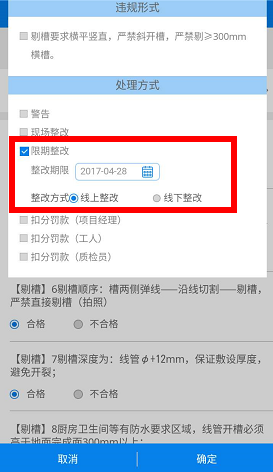 违规形式
剔槽要求横平竖直，严禁斜开槽，严禁剔≥300mm
横槽。
处理方式
警告
现场整改
限期整改
整改期限 2017-04-28
整改方式 线上整改 线下整改
扣分罚款（项目经理）
扣分罚款（工人）
扣分罚款（质检员）
【剔槽】6剔槽顺序：槽两侧弹线——沿线切割——剔槽，
严禁直接剔槽（拍照）
合格 不合格
【剔槽】7剔槽深度为：线管φ+12mm，保证敷设厚度，
避免开裂；
合格 不合格
【剔槽】8厨房卫生间等有防水要求区域，线管开槽必须
高于地面完成面300mm以上；
取消 确定